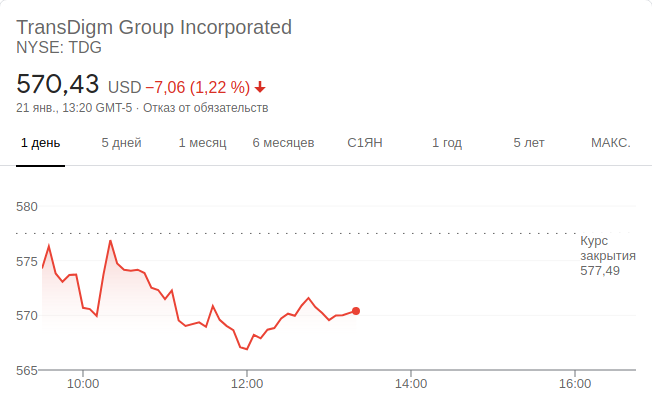 TransDigm Group Incorporated
NYSE: TDG
570,43 USD −7,06 (1,22 %)
21 янв., 13:20 GMT-5 · Отказ от обязательств
1 день 5 дней 1 месяц 6 месяцев С1ЯН 1 год 5 лет МАКС.
580
Курс
закрытия
577,49
575
570
565
10:00 12:00 14:00 16:00